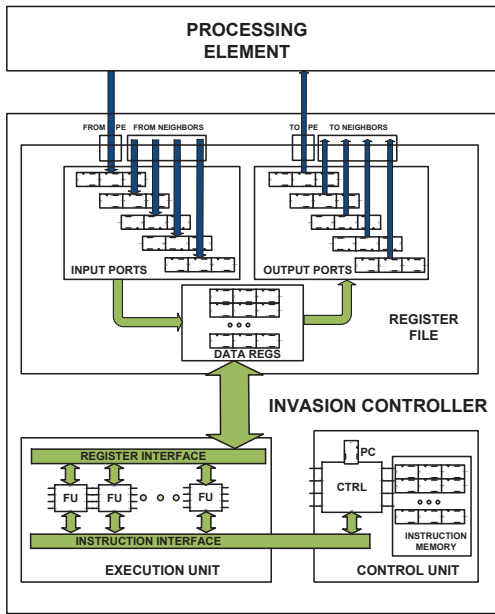 PROCESSING
ELEMENT
FROM PE
FROM NEIGHBORS
TO PE
TO NEIGHBORS
INPUT PORTS
OUTPUT PORTS
DATA REGS
REGISTER
FILE
INVASION CONTROLLER
REGISTER INTERFACE
FU
FU
FU
INSTRUCTION INTERFACE
EXECUTION UNIT
PC
CTRL
INSTRUCTION
MEMORY
CONTROL UNIT